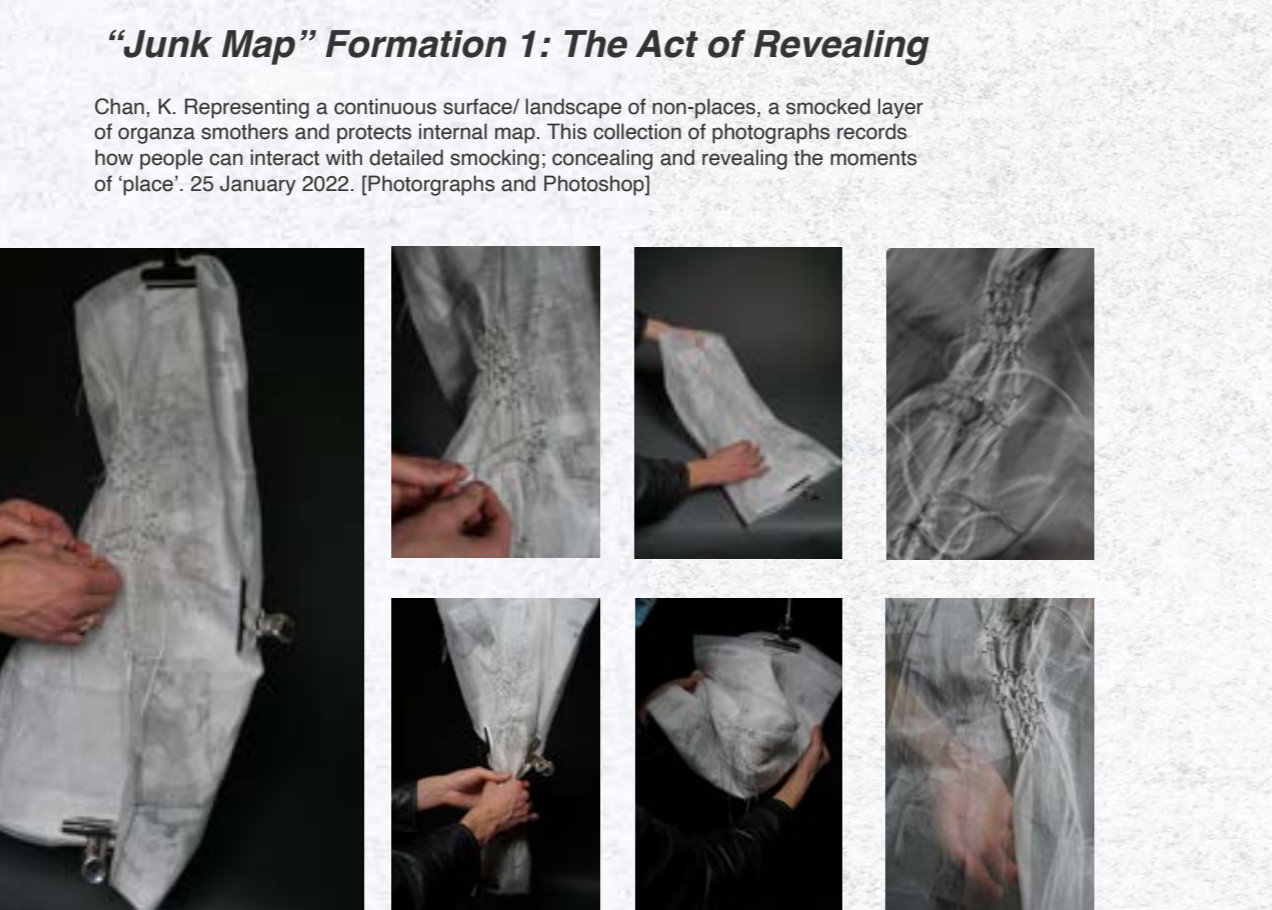 “Junk Map” Formation 1: The Act of Revealing
Chan, K. Representing a continuous surface/ landscape of non-places, a smocked layer
of organza smothers and protects internal map. This collection of photographs records
how people can interact with detailed smocking; concealing and revealing the moments
of ‘place’. 25 January 2022. [Photorgraphs and Photoshop]